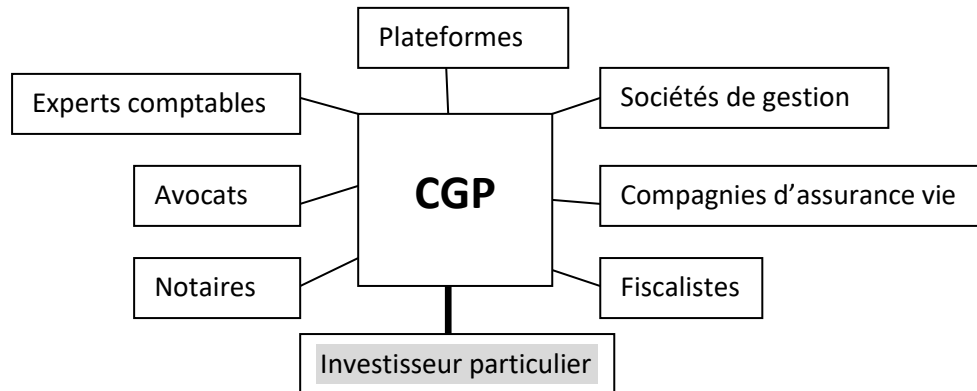 Plateformes
Experts comptables
Sociétés de gestion
CGP
Avocats
Compagnies d’assurance vie
Notaires
Fiscalistes
Investisseur particulier